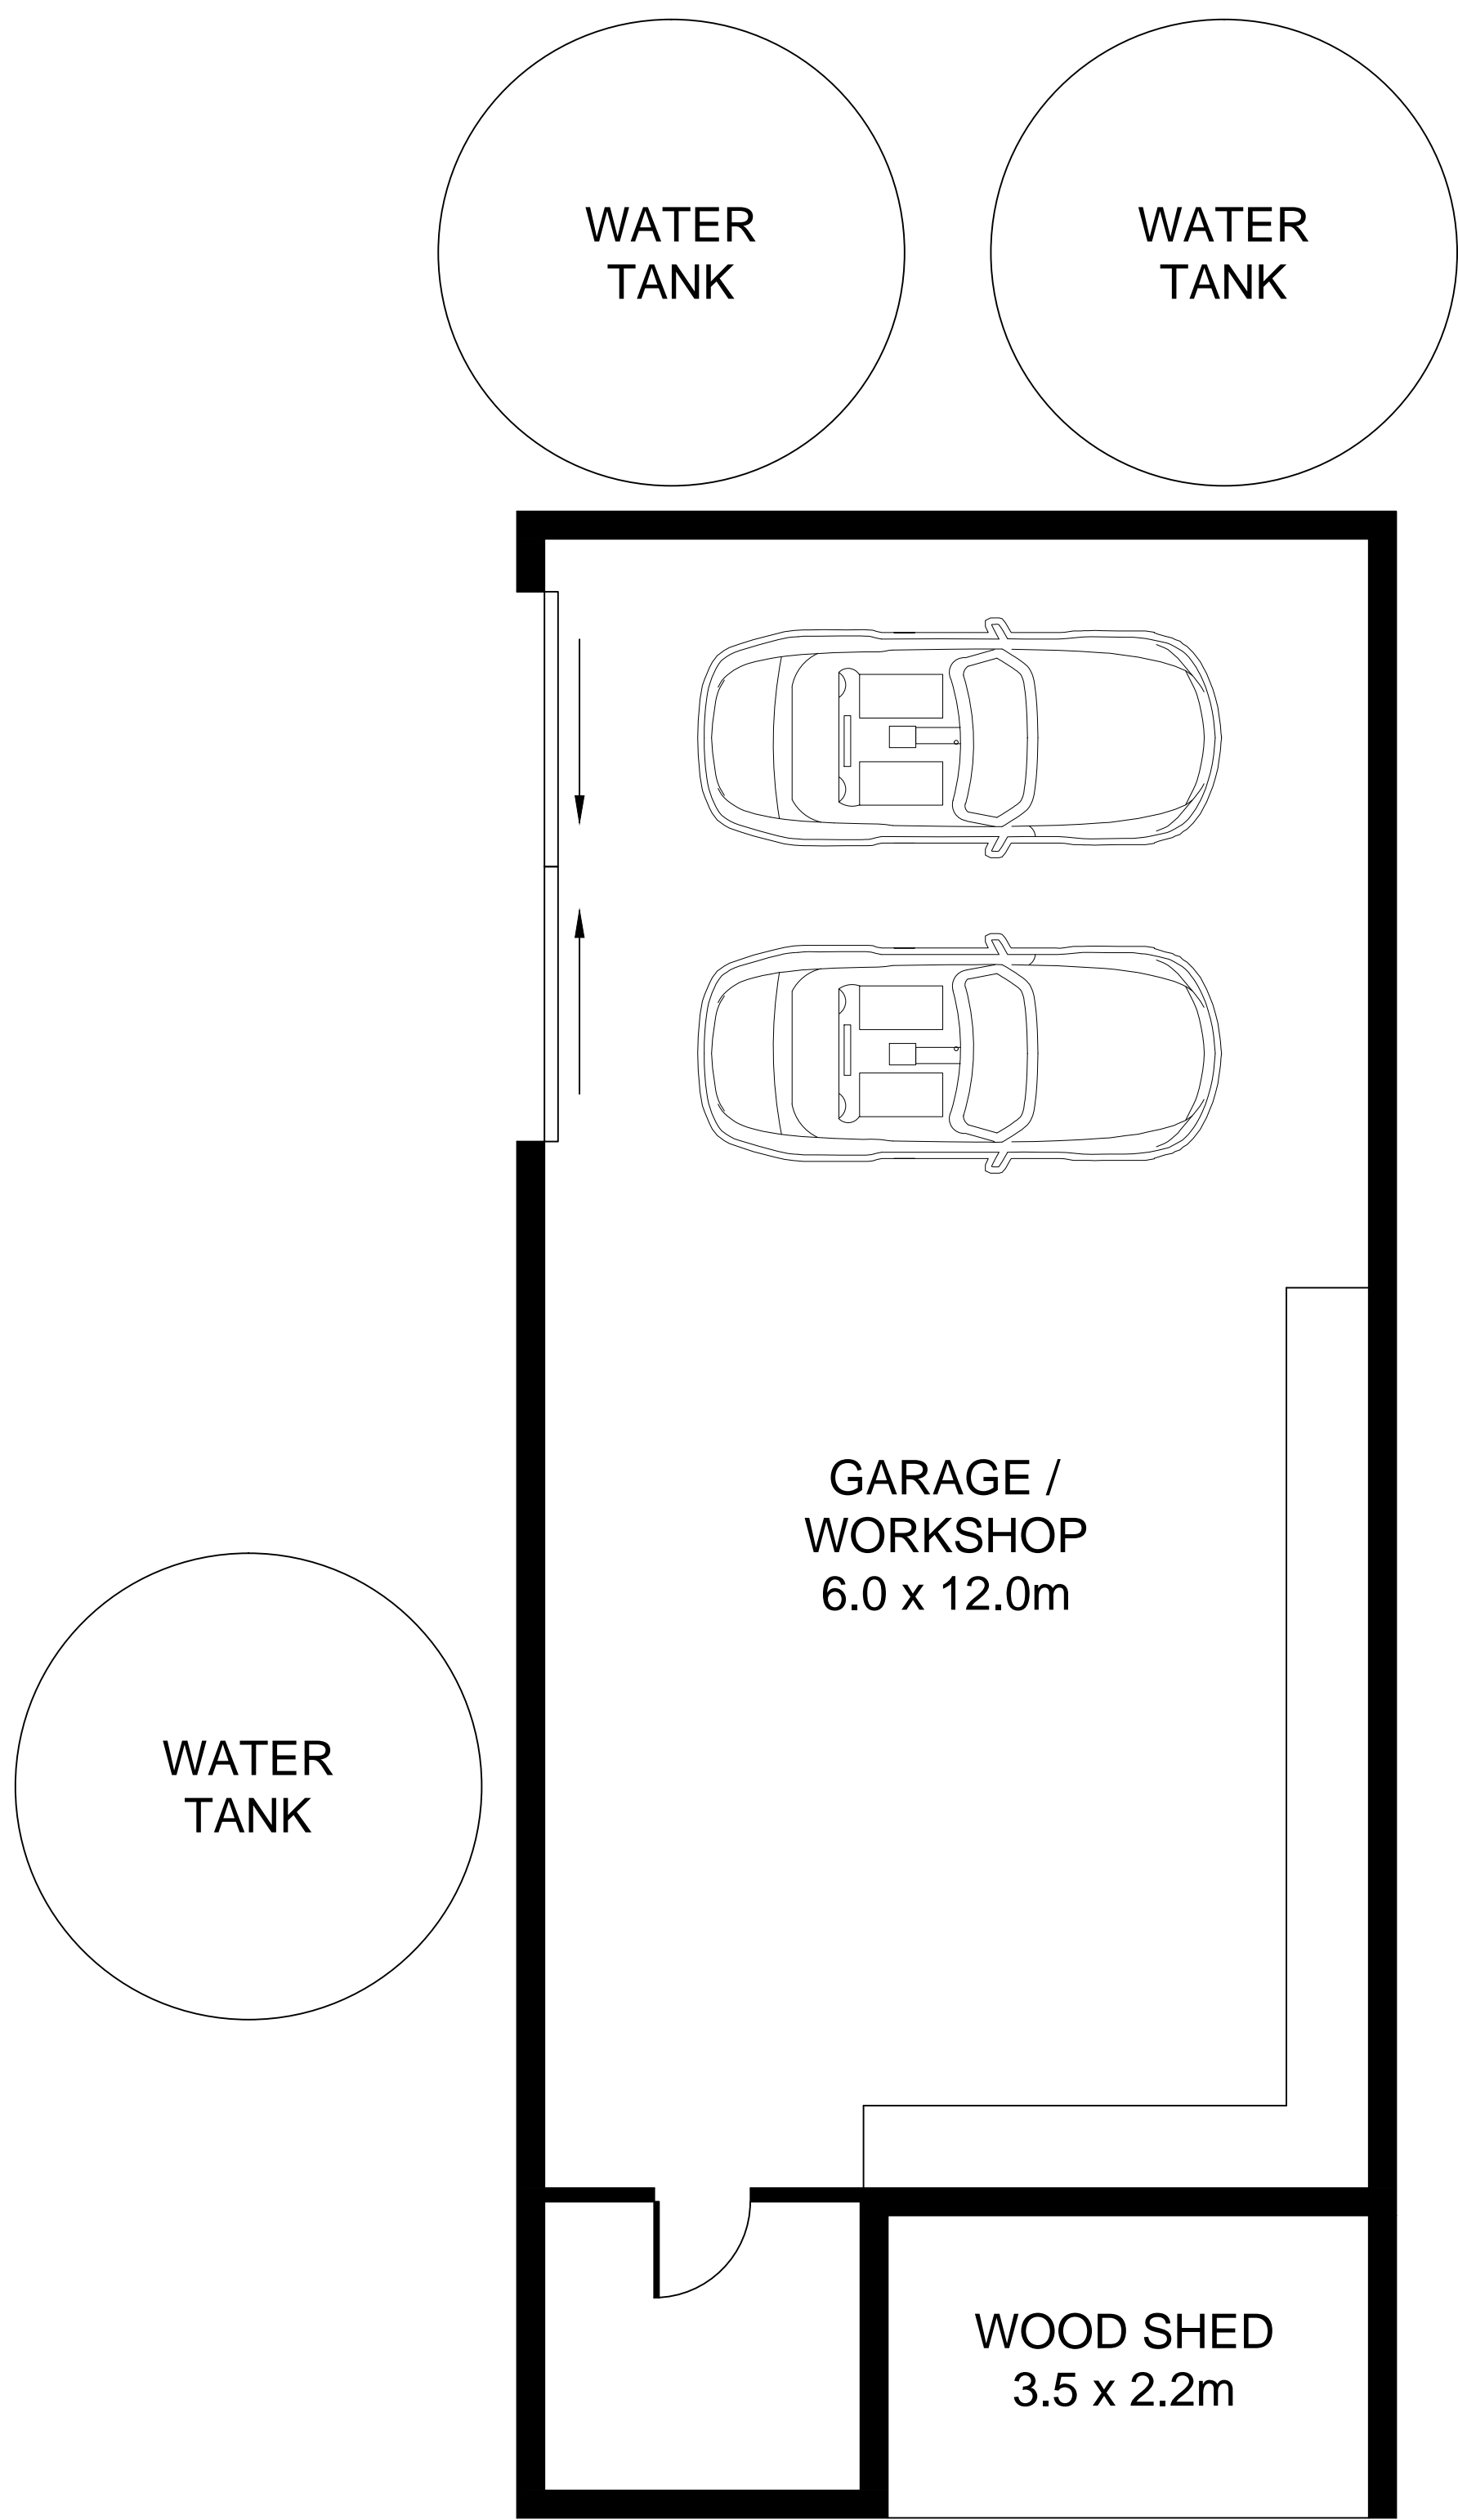 WATER
TANK
WATER
TANK
GARAGE /
WORKSHOP
6.0 x 12.0m
WATER
TANK
WOOD SHED
3.5 x 2.2m